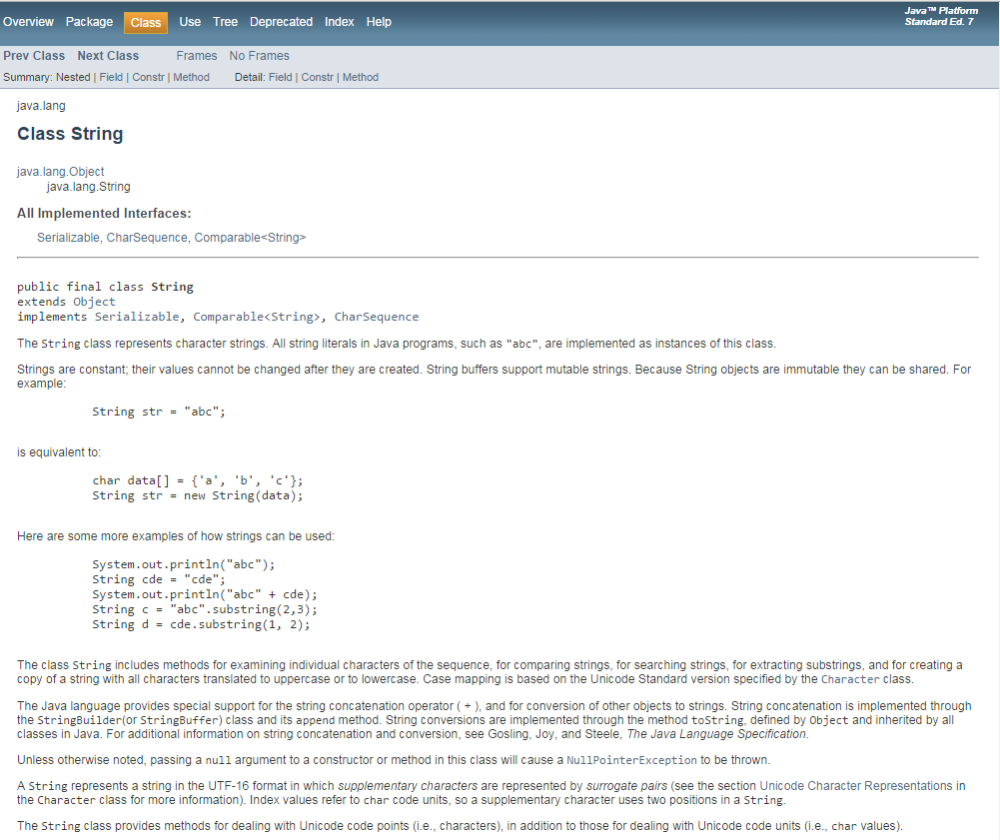 Overview Package Class Use Tree Deprecated Index Help
Java™ Platform
Standard Ed. 7
Prev Class Next Class Frames No Frames
Summary: Nested | Field | Constr | Method Detail: Field | Constr | Method
java.lang
Class String
java.lang.Object
java.lang.String
All Implemented Interfaces:
Serializable, CharSequence, Comparable<String>
public final class String
extends Object
implements Serializable, Comparable<String>, CharSequence
The String class represents character strings. All string literals in Java programs, such as "abc", are implemented as instances of this class.
Strings are constant; their values cannot be changed after they are created. String buffers support mutable strings. Because String objects are immutable they can be shared. For
example:
String str = "abc";
is equivalent to:
char data[] = {'a', 'b', 'c'};
String str = new String(data);
Here are some more examples of how strings can be used:
System.out.println("abc");
String cde = "cde";
System.out.println("abc" + cde);
String c = "abc".substring(2,3);
String d = cde.substring(1, 2);
The class String includes methods for examining individual characters of the sequence, for comparing strings, for searching strings, for extracting substrings, and for creating a
copy of a string with all characters translated to uppercase or to lowercase. Case mapping is based on the Unicode Standard version specified by the Character class.
The Java language provides special support for the string concatenation operator ( + ), and for conversion of other objects to strings. String concatenation is implemented through
the StringBuilder(or StringBuffer) class and its append method. String conversions are implemented through the method toString, defined by Object and inherited by all
classes in Java. For additional information on string concatenation and conversion, see Gosling, Joy, and Steele, The Java Language Specification.
Unless otherwise noted, passing a null argument to a constructor or method in this class will cause a NullPointerException to be thrown.
A String represents a string in the UTF-16 format in which supplementary characters are represented by surrogate pairs (see the section Unicode Character Representations in
the Character class for more information). Index values refer to char code units, so a supplementary character uses two positions in a String.
The String class provides methods for dealing with Unicode code points (i.e., characters), in addition to those for dealing with Unicode code units (i.e., char values).